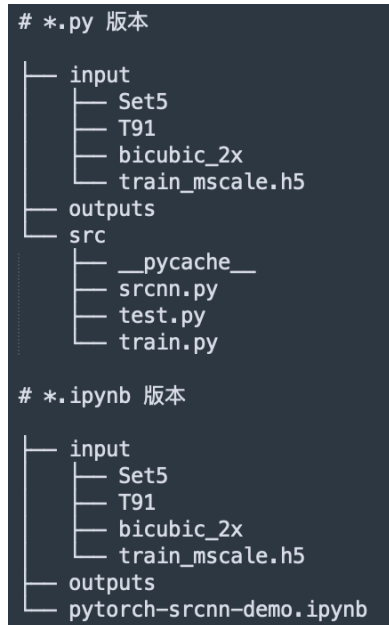 # *.py 版本
├── input
│   ├── Set5
│   ├── T91
│   ├── bicubic_2x
│   └── train_mscale.h5
├── outputs
└── src
    ├── __pycache__
    ├── srcnn.py
    ├── test.py
    └── train.py
# *.ipynb 版本
├── input
│   ├── Set5
│   ├── T91
│   ├── bicubic_2x
│   └── train_mscale.h5
├── outputs
└── pytorch-srcnn-demo.ipynb